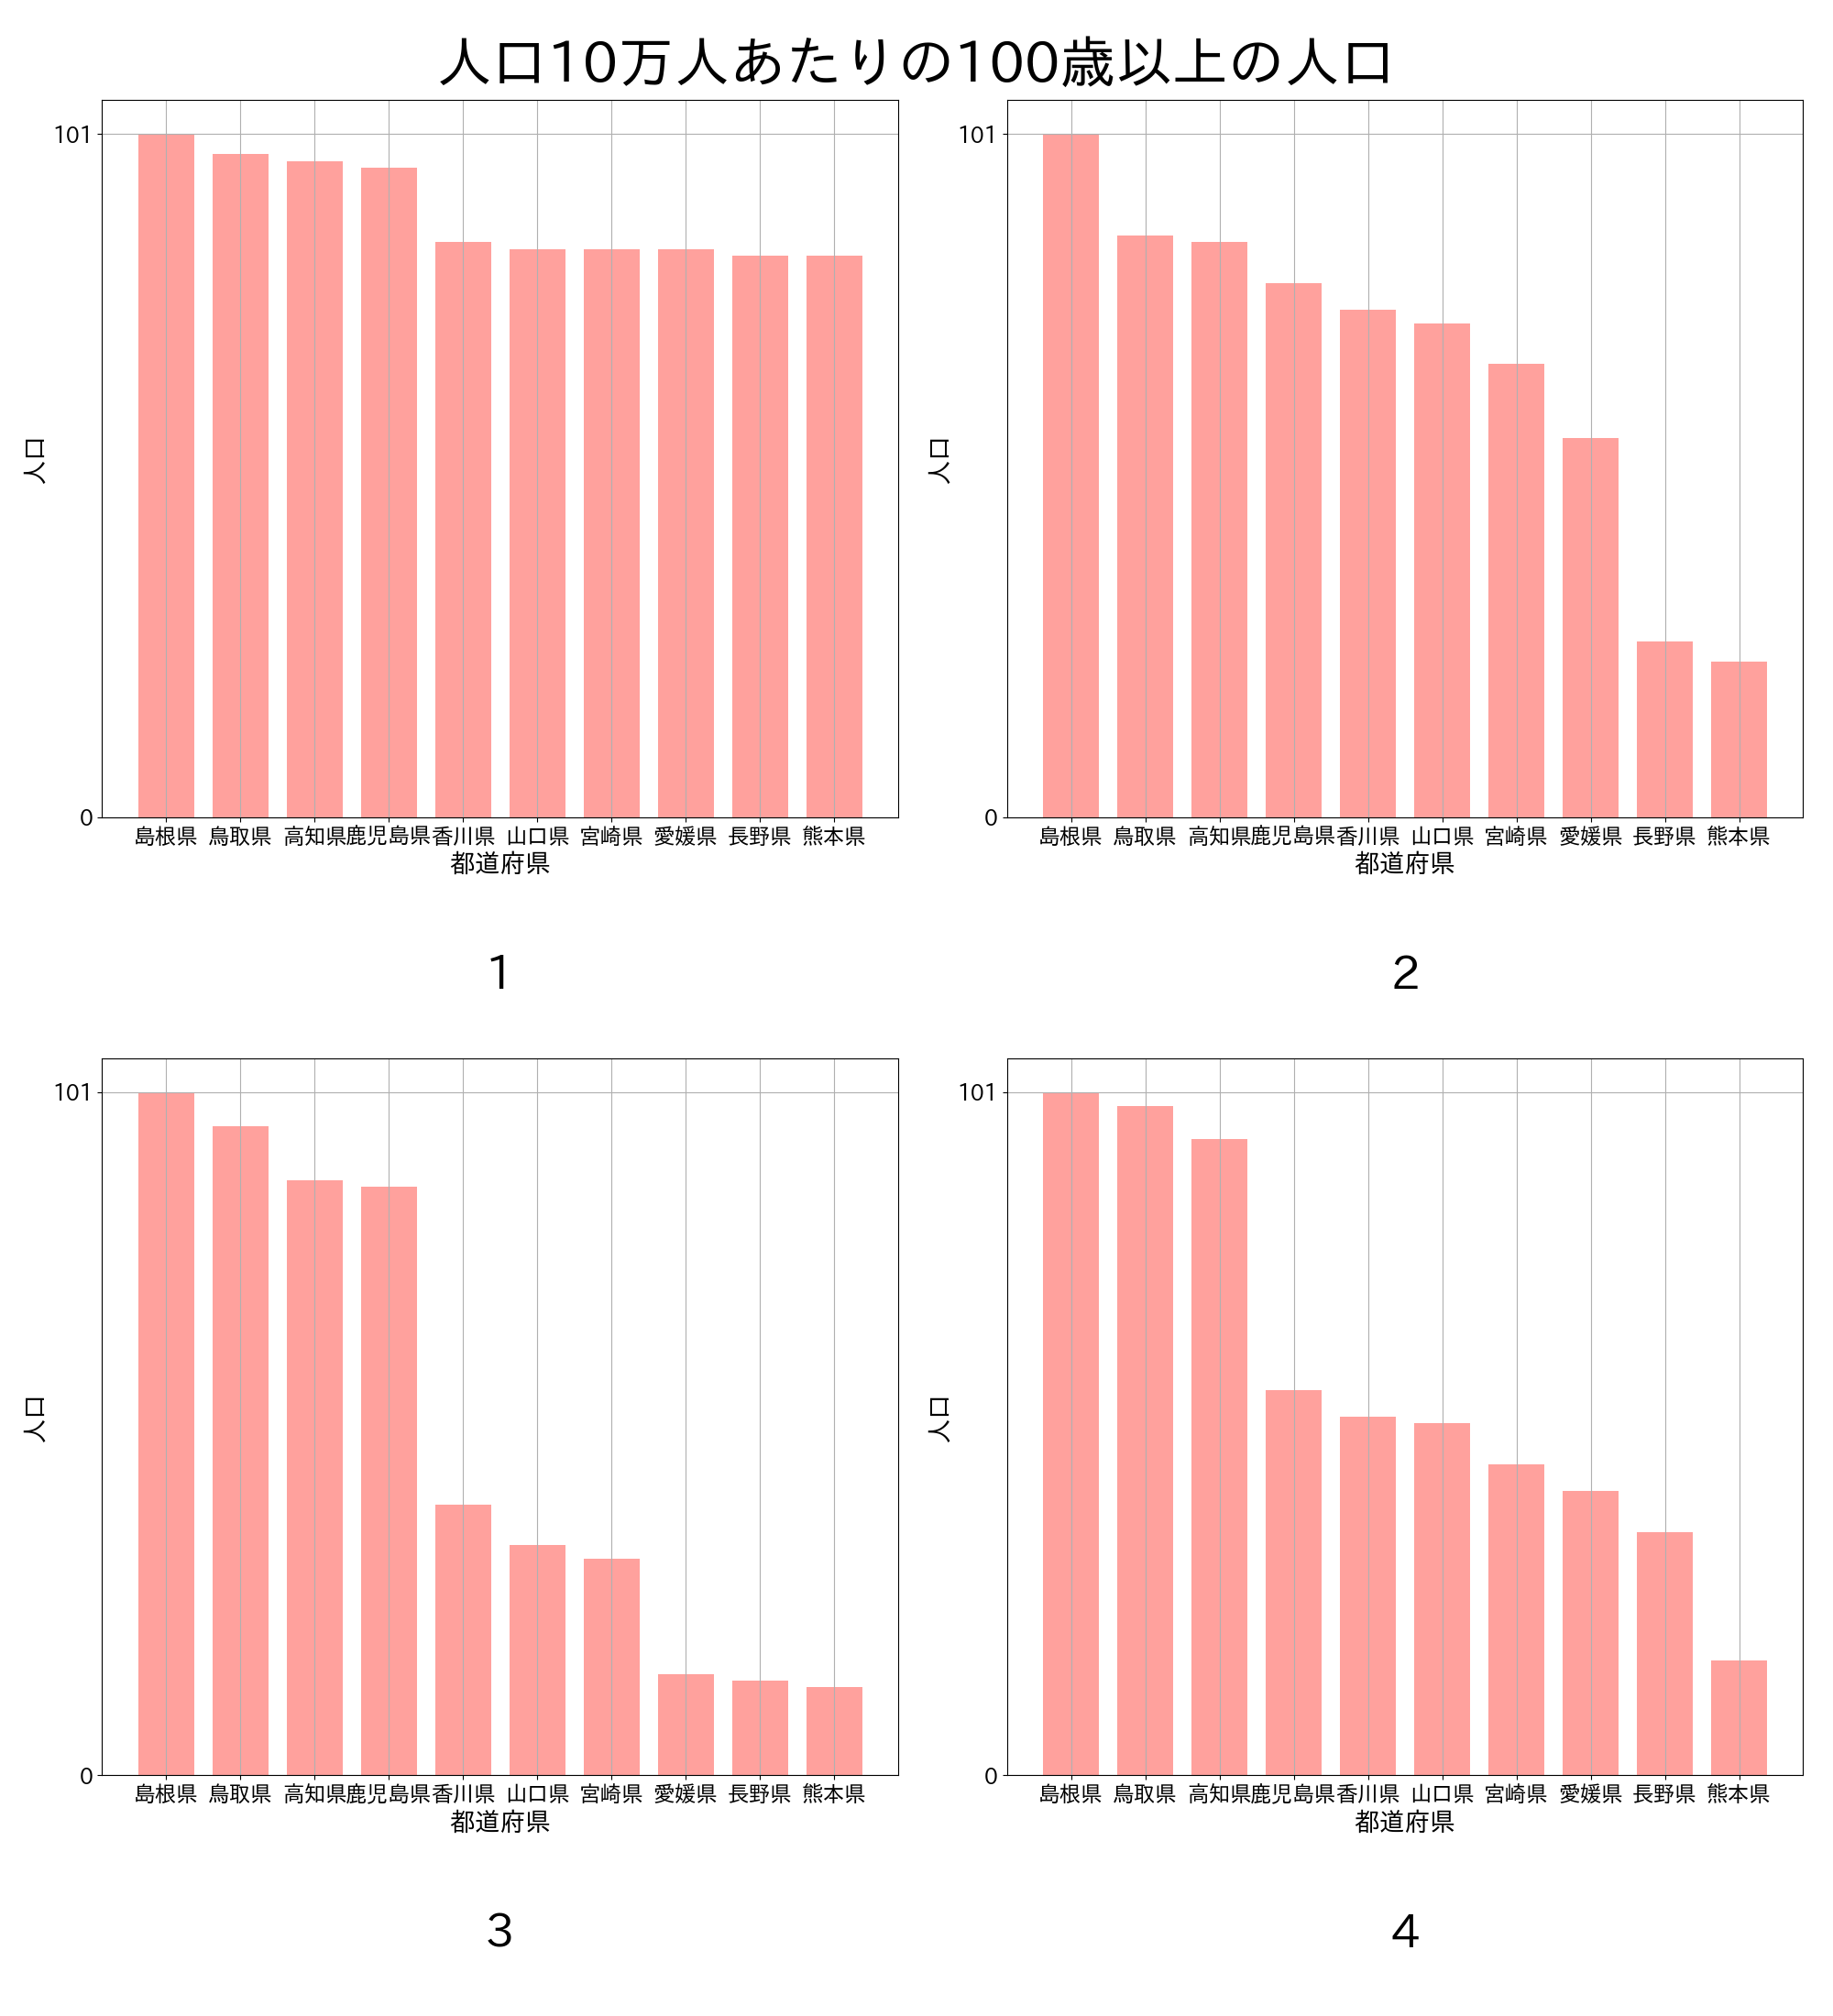 人口10万人あたりの100歳以上の人口
101
人口
0
島根県 鳥取県 高知県 鹿児島県 香川県 山口県 宮崎県 愛媛県 長野県 熊本県
都道府県
1
101
人口
0
島根県 鳥取県 高知県 鹿児島県 香川県 山口県 宮崎県 愛媛県 長野県 熊本県
都道府県
2
101
人口
0
島根県 鳥取県 高知県 鹿児島県 香川県 山口県 宮崎県 愛媛県 長野県 熊本県
都道府県
3
101
人口
0
島根県 鳥取県 高知県 鹿児島県 香川県 山口県 宮崎県 愛媛県 長野県 熊本県
都道府県
4